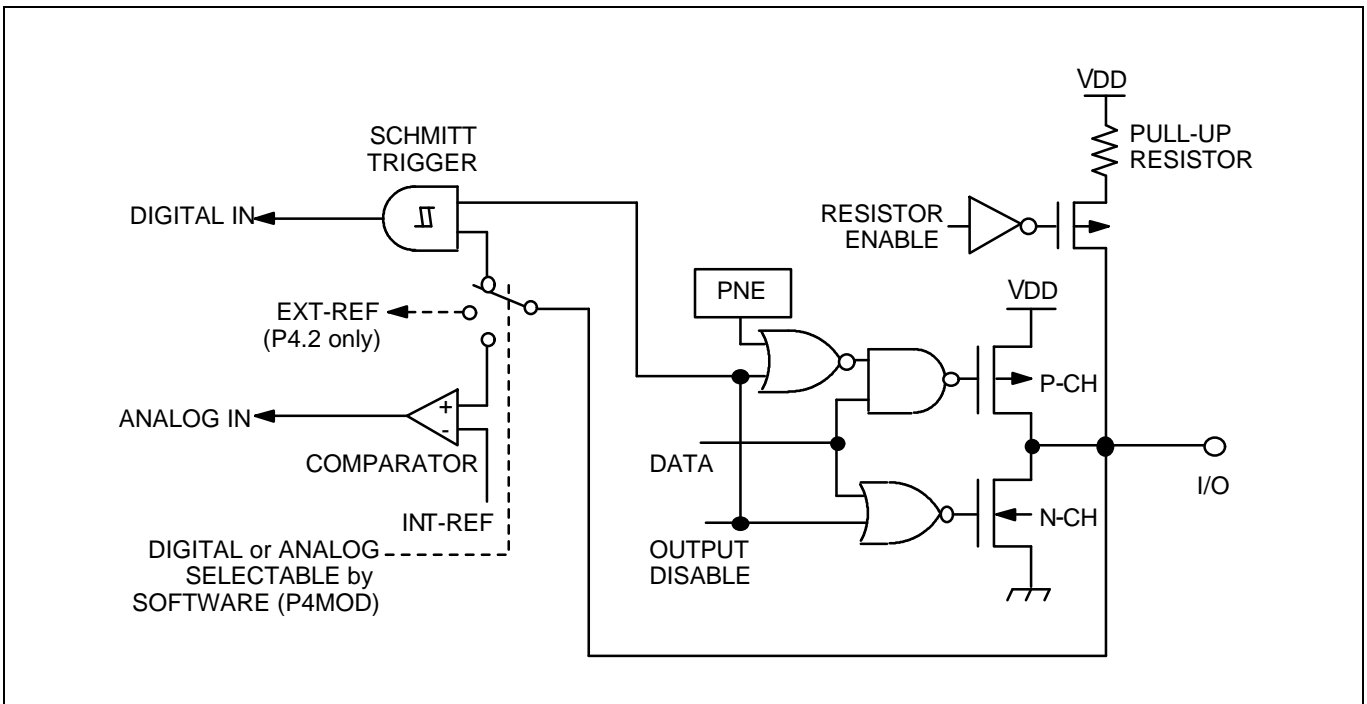 VDD
PULL-UP
RESISTOR
SCHMITT
TRIGGER
DIGITAL IN
RESISTOR
ENABLE
PNE
VDD
EXT-REF
(P4.2 only)
P-CH
ANALOG IN
+
-
COMPARATOR
DATA
I/O
INT-REF
N-CH
DIGITAL or ANALOG
SELECTABLE by
SOFTWARE (P4MOD)
OUTPUT
DISABLE